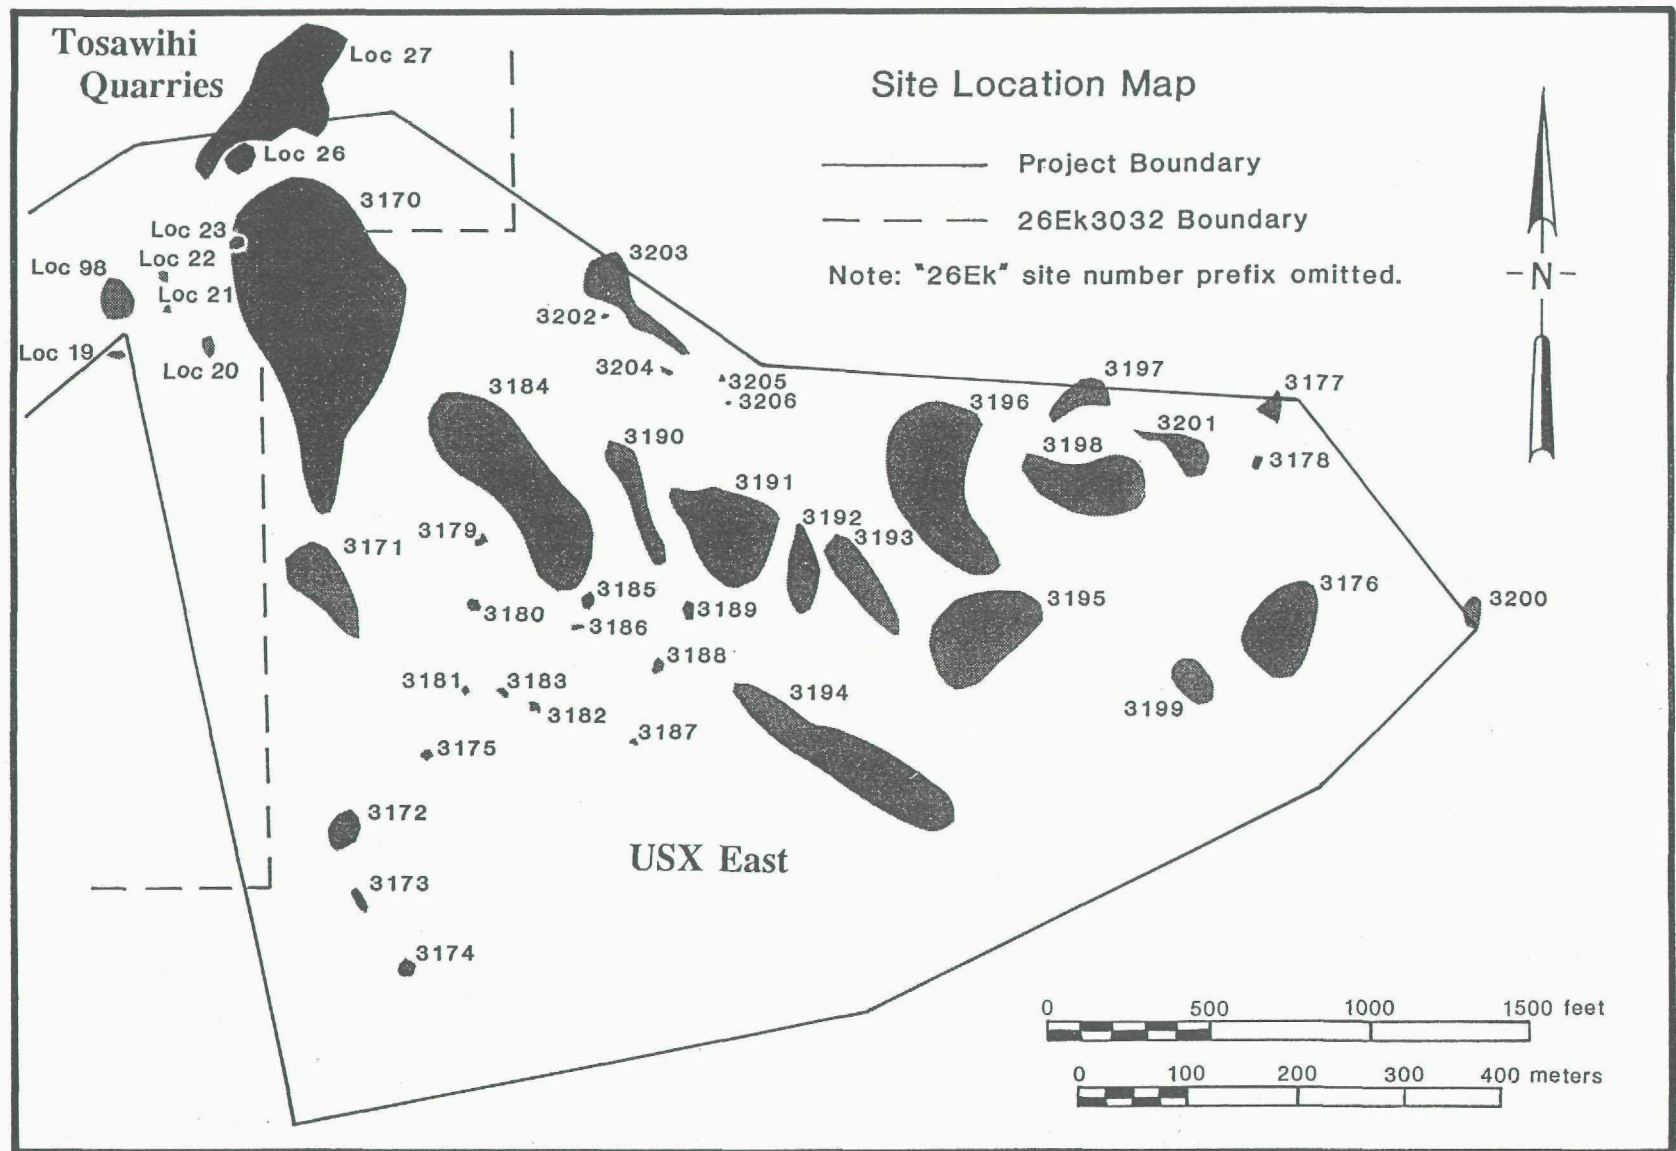 Tosawihi
Quarries
Loc 27
Site Location Map
Loc 26
Project Boundary
3170
26Ek3032 Boundary
Loc 23
Loc 22
Loc 98
Loc 21
3203
Note: "26Ek" site number prefix omitted.
N
3202
Loc 19
Loc 20
3204
3205
3206
3184
3197
3177
3196
3201
3190
3198
3178
3191
3192
3193
3179
3171
3185
3180
3189
3186
3195
3176
3200
3188
3181
3183
3182
3194
3199
3187
3175
3172
USX East
3173
3174
0 500 1000 1500 feet
0 100 200 300 400 meters